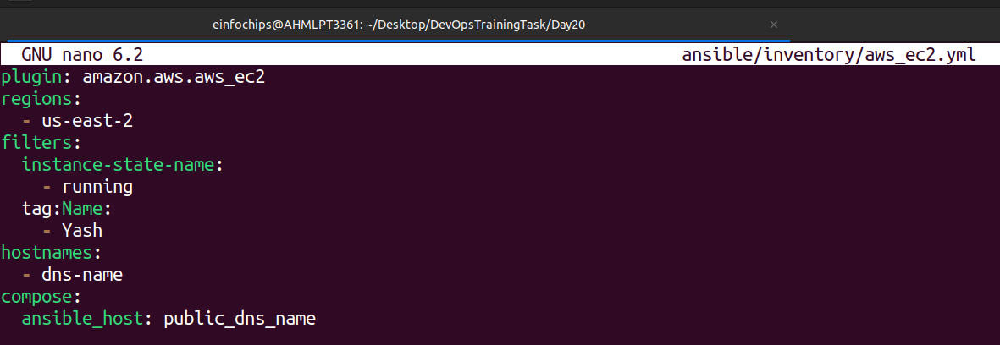 einfochips@AHMLPT3361: ~/Desktop/DevOpsTrainingTask/Day20 ×
GNU nano 6.2 ansible/inventory/aws_ec2.yml
plugin: amazon.aws.aws_ec2
regions:
  - us-east-2
filters:
  instance-state-name:
    - running
  tag:Name:
    - Yash
hostnames:
  - dns-name
compose:
  ansible_host: public_dns_name